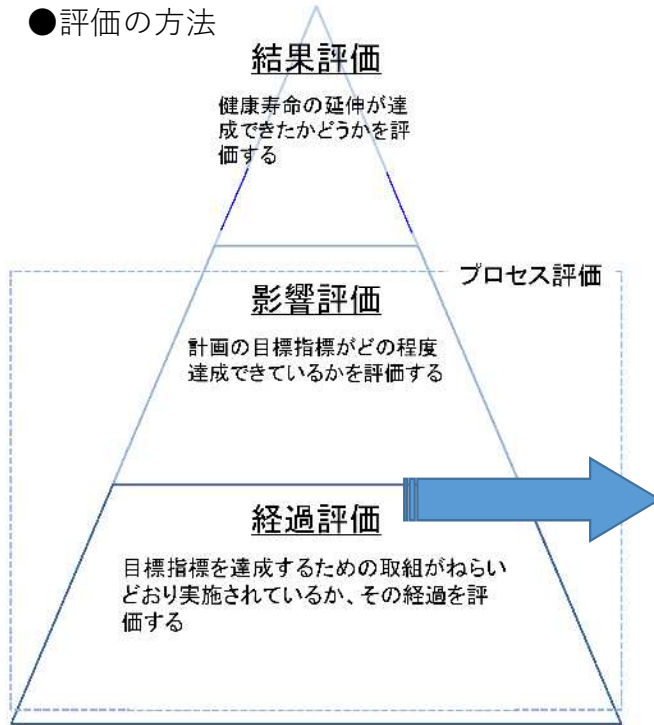 ●評価の方法
結果評価
健康寿命の延伸が達
成できたかどうかを評
価する
プロセス評価
影響評価
計画の目標指標がどの程度
達成できているかを評価する
経過評価
目標指標を達成するための取組がねらい
どおり実施されているか、その経過を評
価する